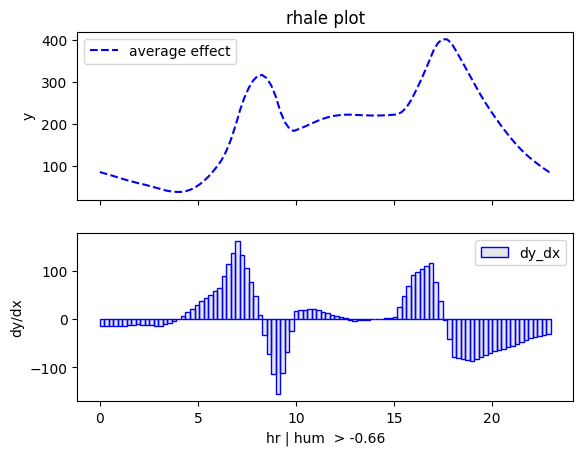 rhale plot
400
300
200
100
y
average effect
100
0
−100
dy/dx
dy_dx
0
5
10
15
20
hr | hum  > -0.66